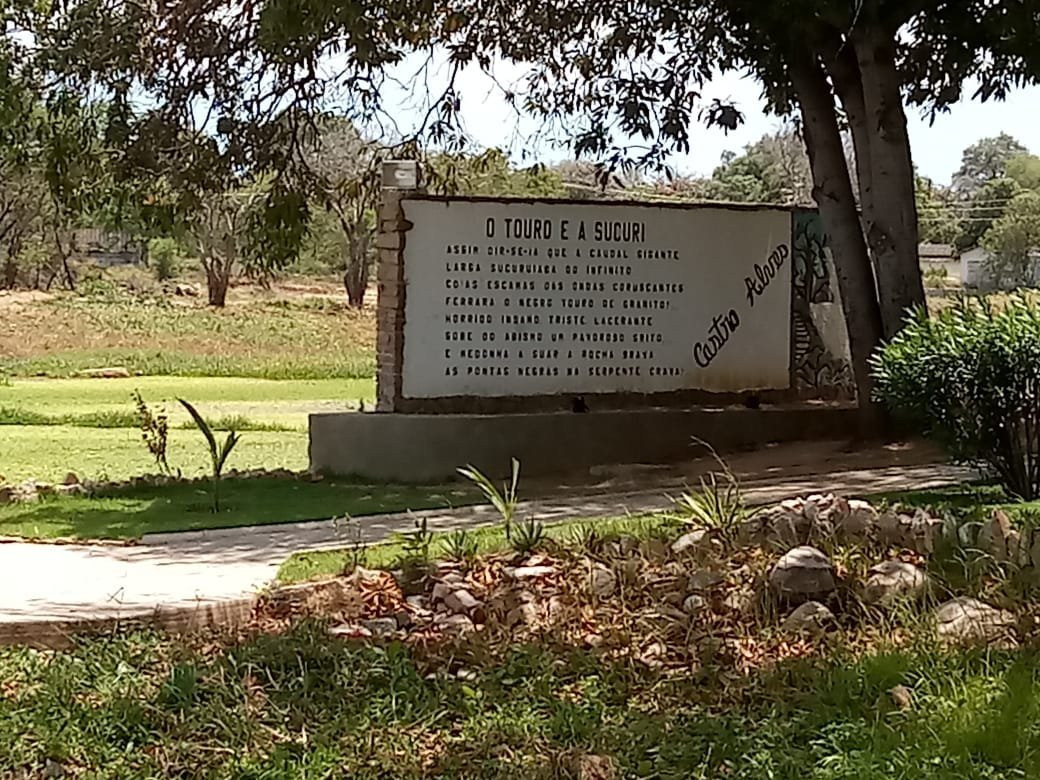 O TOURO E A SUCURI
ASSIM DIR-SE-IA QUE A CAUDAL GIGANTE
LARGA SUCURUIABA DO INFINITO
CO'AS ESCAMAS DAS ONDAS CORUSCANTES
FERRARA O NEGRO TOURO DE GRANITO!..
HORRIDO INSANO TRISTE LACERANTE
SOBE DO ABISMO UM PAVOROSO GRITO
E MEDONHA A SUAR A ROCHA BRAVA
AS PONTAS NEGRAS NA SERPENTE CRAVA!
Castro Alves